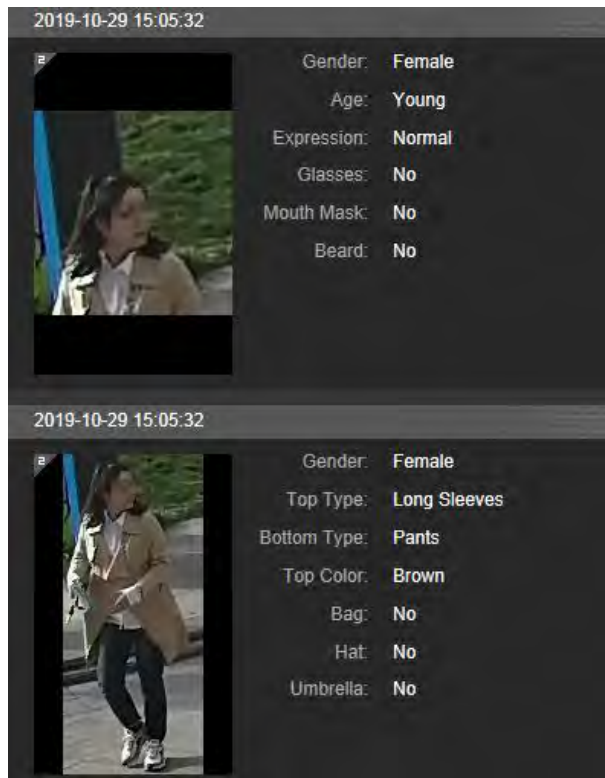 2019-10-29 15:05:32
2
Gender: Female
Age: Young
Expression: Normal
Glasses: No
Mouth Mask: No
Beard: No
2019-10-29 15:05:32
2
Gender: Female
Top Type: Long Sleeves
Bottom Type: Pants
Top Color: Brown
Bag: No
Hat: No
Umbrella: No